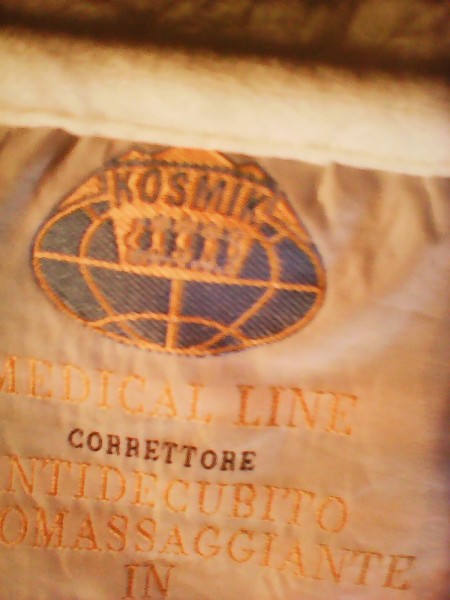 KOSMIK
MEDICAL LINE
CORRETTORE
NTIDECUBITO
OMASSAGGIANTE
IN